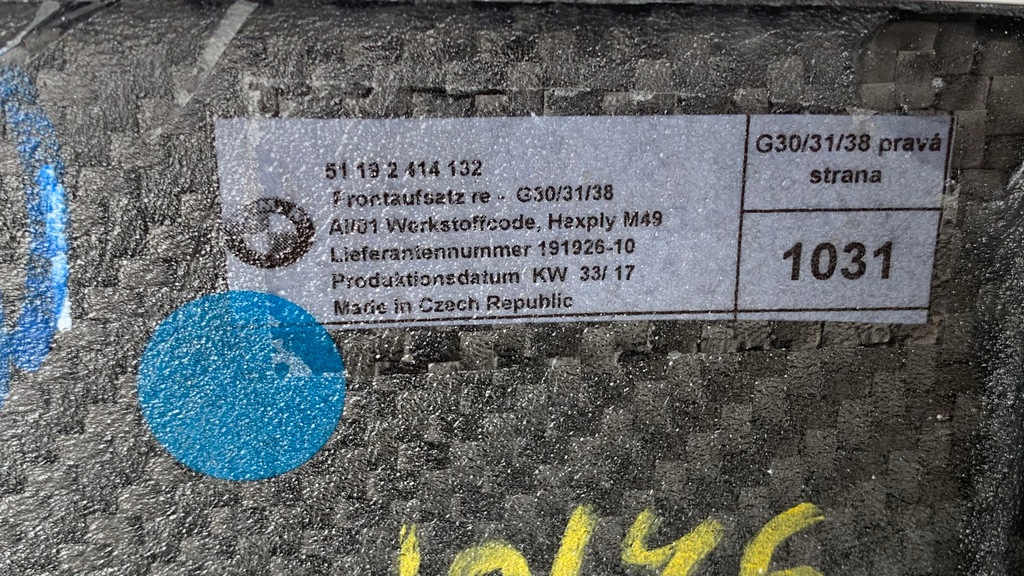 51 19 2 414 132
Frontaufsatz re - G30/31/38
AI/01 Werkstoffcode, Hexply M49
Lieferantennummer 191926-10
Produktionsdatum KW 33/17
Made in Czech Republic
G30/31/38 pravá
strana
1031